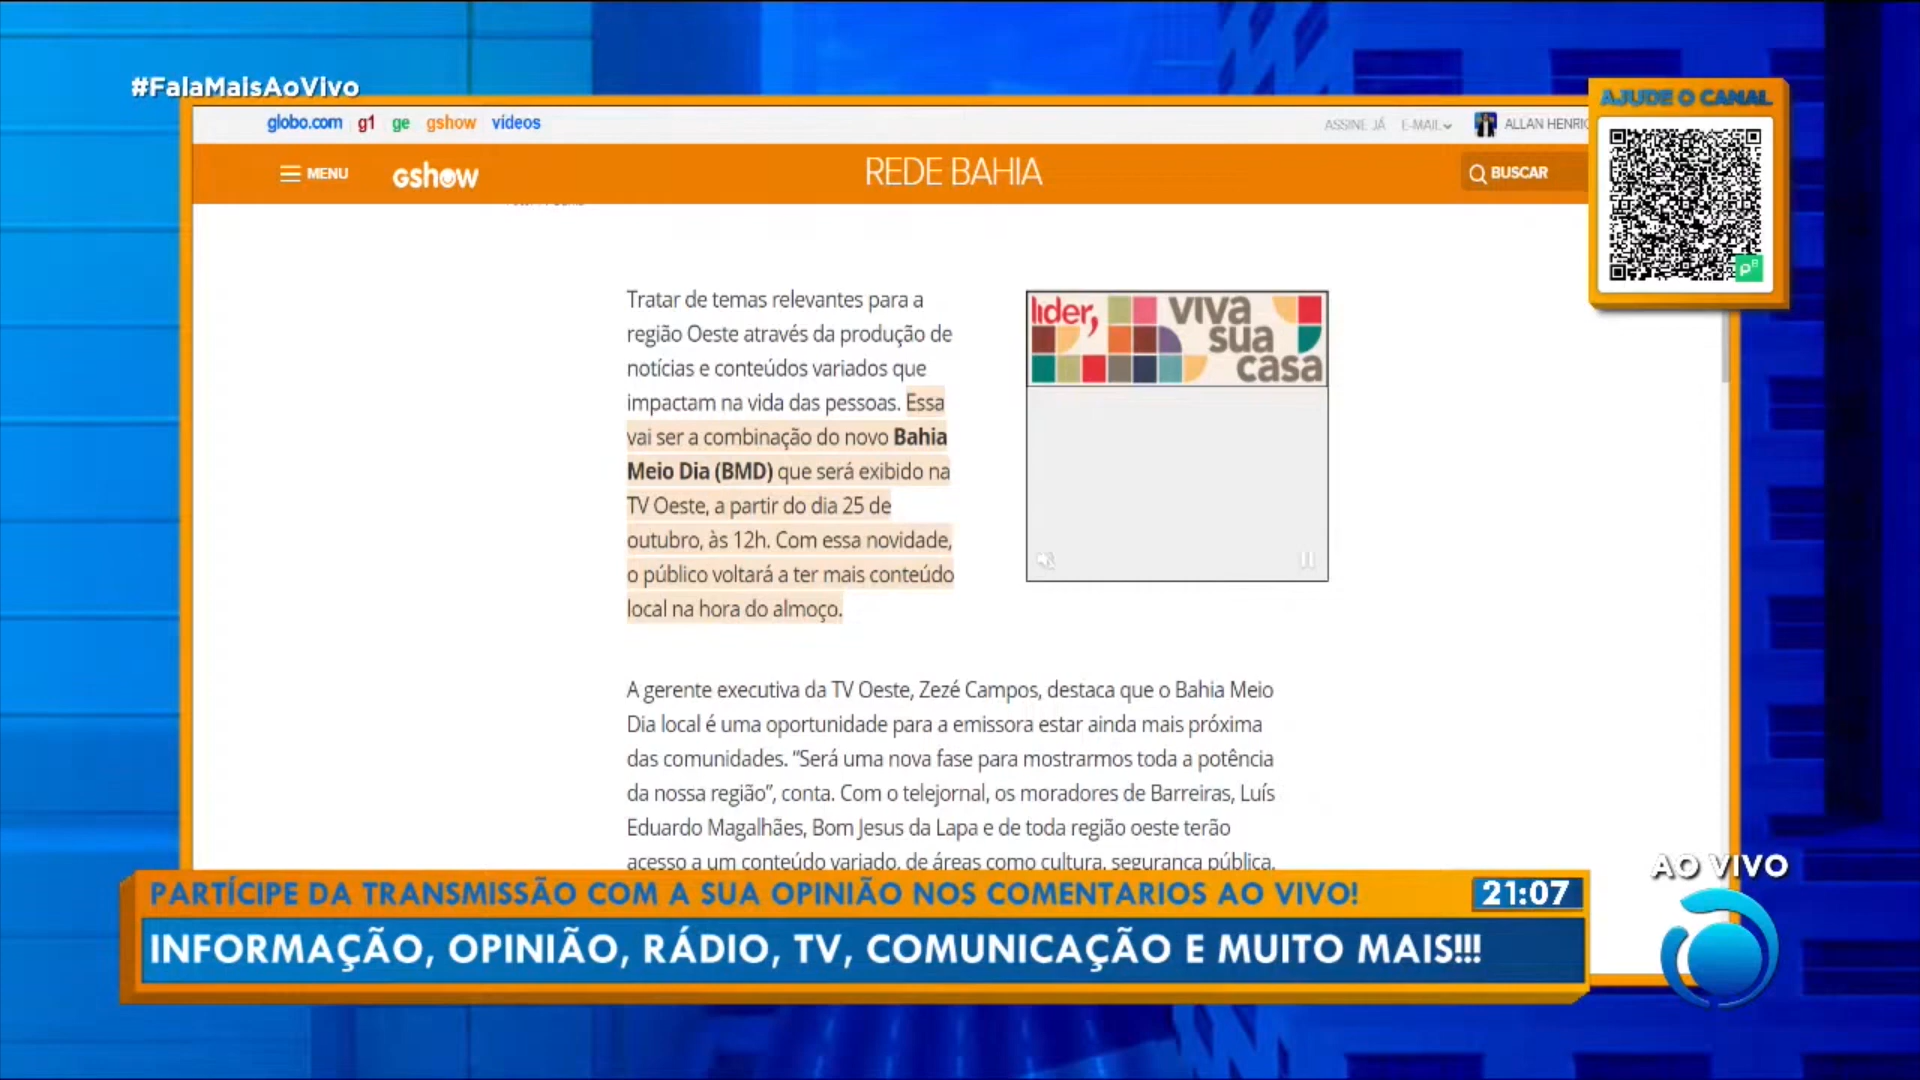 #FalaMaisAoVivo
AJUDE O CANAL
globo.com g1 ge gshow vídeos
ASSINE JÁ E-MAIL ALLAN HENRI
MENU gshow REDE BAHIA BUSCAR
Tratar de temas relevantes para a
região Oeste através da produção de
notícias e conteúdos variados que
impactam na vida das pessoas. Essa
vai ser a combinação do novo Bahia
Meio Dia (BMD) que será exibido na
TV Oeste, a partir do dia 25 de
outubro, às 12h. Com essa novidade,
o público voltará a ter mais conteúdo
local na hora do almoço.
líder,
viva
sua
casa
A gerente executiva da TV Oeste, Zezé Campos, destaca que o Bahia Meio
Dia local é uma oportunidade para a emissora estar ainda mais próxima
das comunidades. “Será uma nova fase para mostrarmos toda a potência
da nossa região”, conta. Com o telejornal, os moradores de Barreiras, Luís
Eduardo Magalhães, Bom Jesus da Lapa e de toda região oeste terão
acesso a um conteúdo variado, de áreas como cultura, segurança pública,
PARTÍCIPE DA TRANSMISSÃO COM A SUA OPINIÃO NOS COMENTARIOS AO VIVO!
21:07
INFORMAÇÃO, OPINIÃO, RÁDIO, TV, COMUNICAÇÃO E MUITO MAIS!!!
AO VIVO